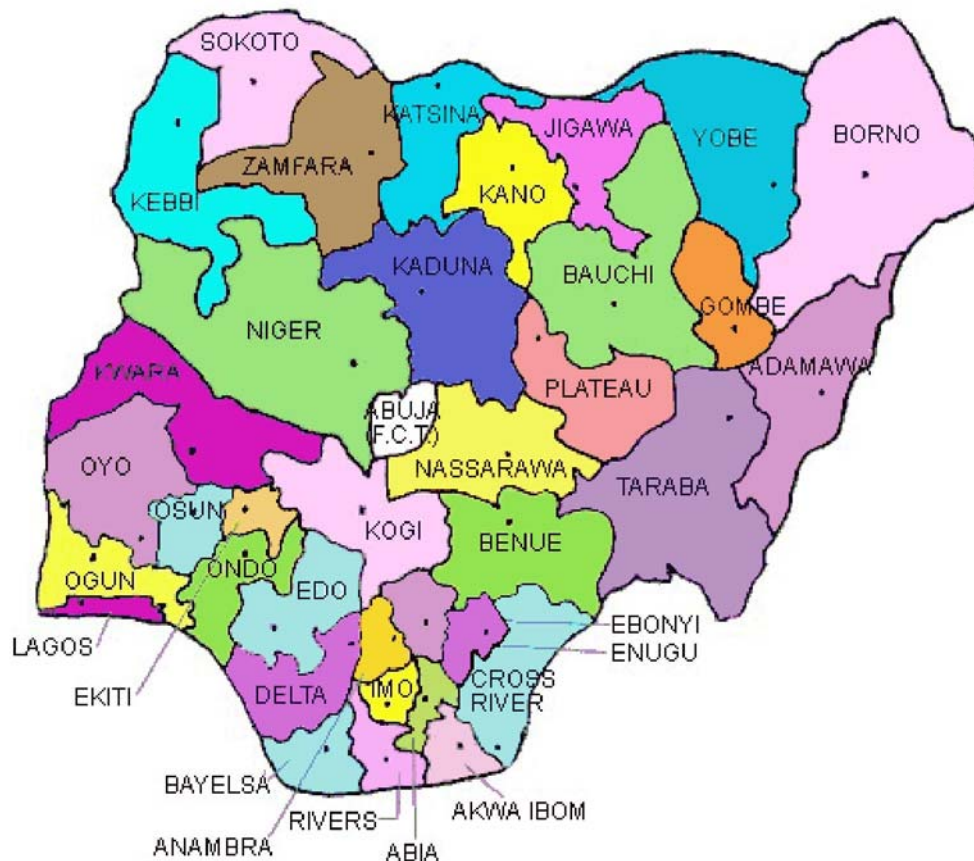 SOKOTO
KATSINA
JIGAWA
YOBE
BORNO
ZAMFARA
KANO
KEBBI
KADUNA
BAUCHI
GOMBE
NIGER
ADAMAWA
KWARA
PLATEAU
ABUJA
(F.C.T.)
OYO
NASSARAWA
TARABA
OSUN
KOGI
BENUE
ONDO
OGUN
EDO
EBONYI
LAGOS
ENUGU
EKITI
DELTA
IMO
CROSS
RIVER
BAYELSA
RIVERS
AKWA IBOM
ANAMBRA
ABIA